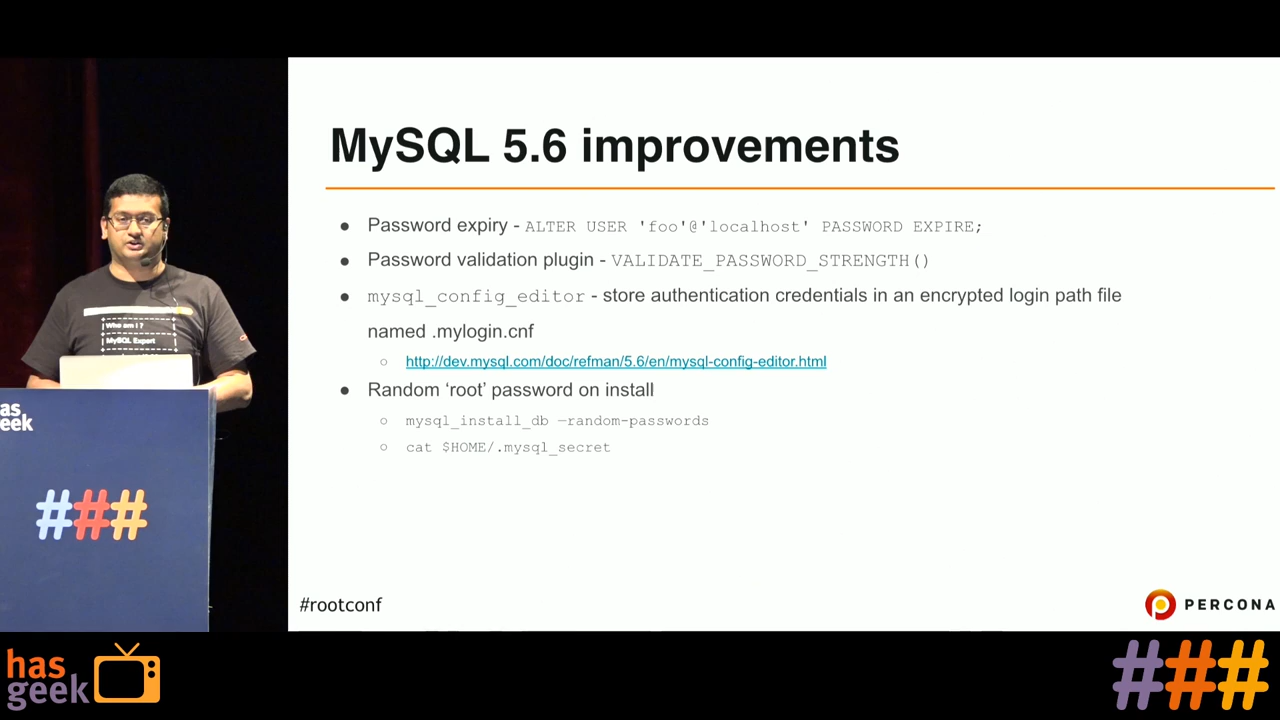 MySQL 5.6 improvements
● Password expiry - ALTER USER 'foo'@'localhost' PASSWORD EXPIRE;
● Password validation plugin - VALIDATE_PASSWORD_STRENGTH()
● mysql_config_editor - store authentication credentials in an encrypted login path file
named .mylogin.cnf
○ http://dev.mysql.com/doc/refman/5.6/en/mysql-config-editor.html
● Random ‘root’ password on install
○ mysql_install_db —random-passwords
○ cat $HOME/.mysql_secret
#rootconf
PERCONA
Who am I ?
MySQL Expert
as
eek
###
has
geek
###